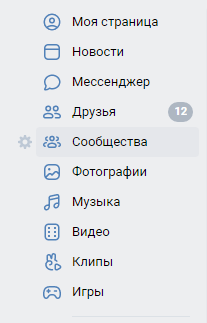 Моя страница
Новости
Мессенджер
Друзья 12
Сообщества
Фотографии
Музыка
Видео
Клипы
Игры